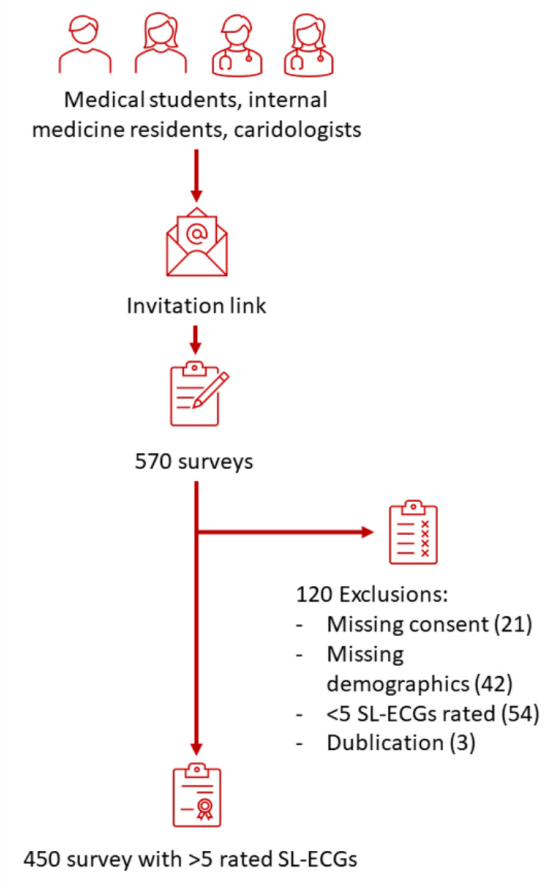 Medical students, internal
medicine residents, caridologists
@
Invitation link
570 surveys
120 Exclusions:
- Missing consent (21)
- Missing
demographics (42)
- <5 SL-ECGs rated (54)
- Dublication (3)
450 survey with >5 rated SL-ECGs